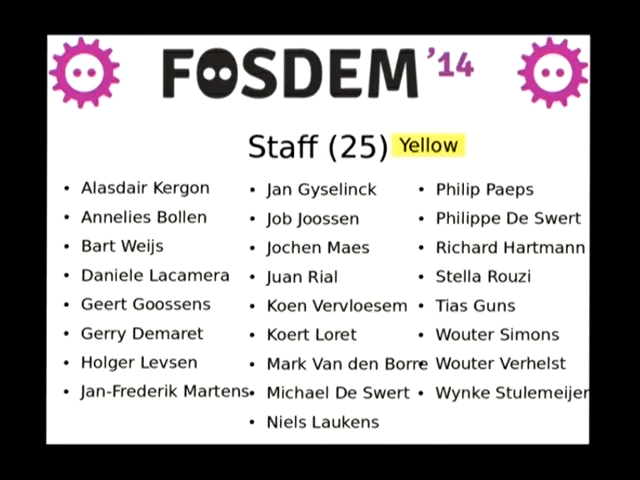 FOSDEM '14
Staff (25) Yellow
• Alasdair Kergon
• Annelies Bollen
• Bart Weijs
• Daniele Lacamera
• Geert Goossens
• Gerry Demaret
• Holger Levsen
• Jan-Frederik Martens
• Jan Gyselinck
• Job Joossen
• Jochen Maes
• Juan Rial
• Koen Vervloesem
• Koert Loret
• Mark Van den Borre
• Michael De Swert
• Niels Laukens
• Philip Paeps
• Philippe De Swert
• Richard Hartmann
• Stella Rouzi
• Tias Guns
• Wouter Simons
• Wouter Verhelst
• Wynke Stulemeijer